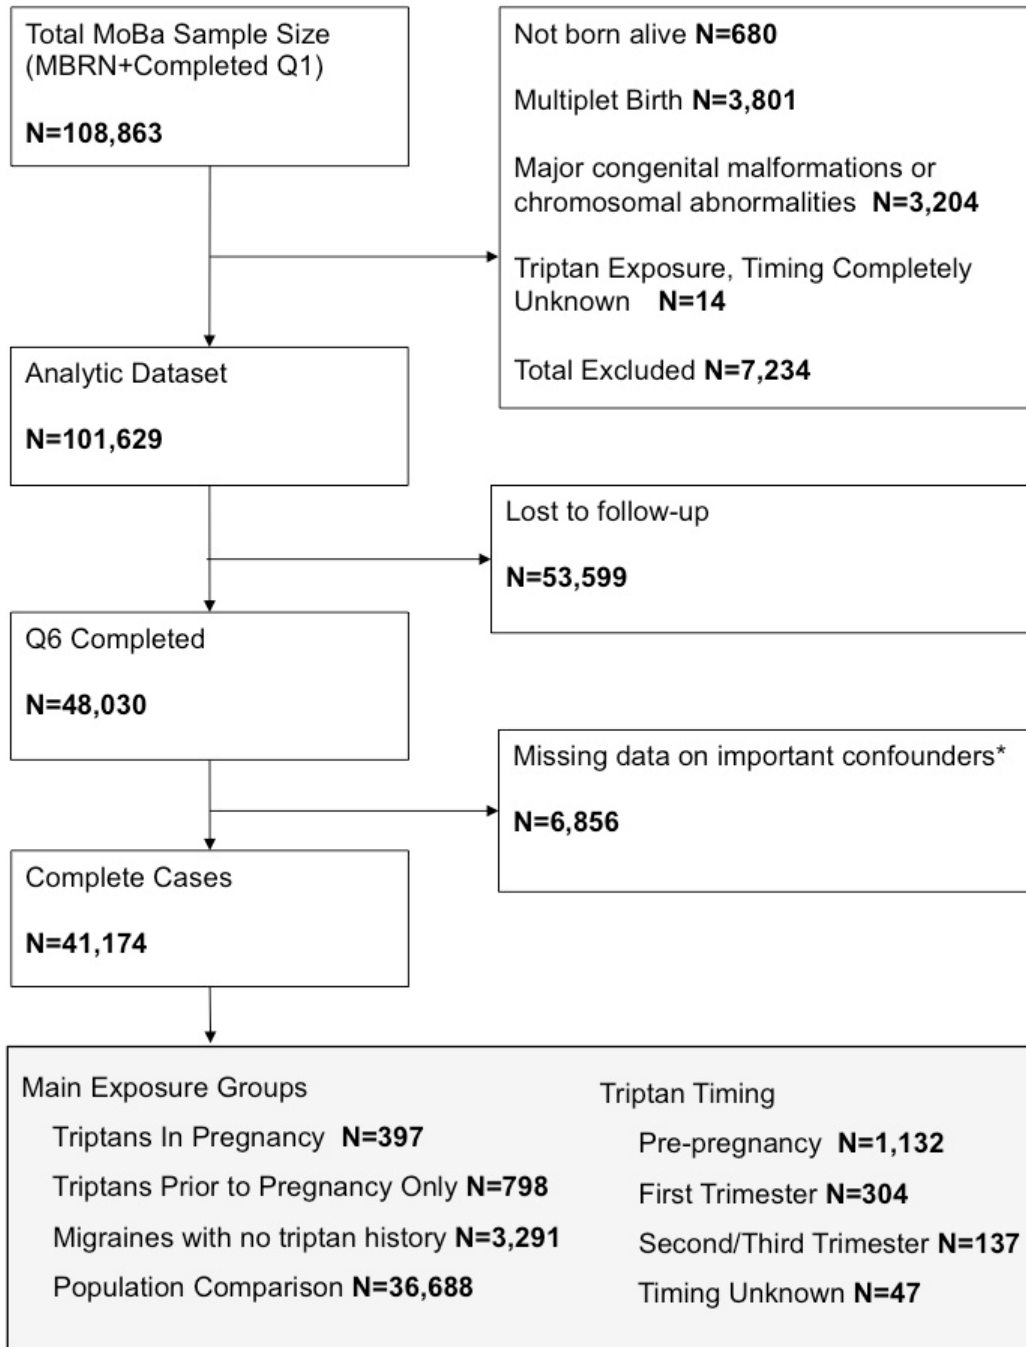 Total MoBa Sample Size
(MBRN+Completed Q1)
N=108,863
Not born alive N=680
Multiplet Birth N=3,801
Major congenital malformations or
chromosomal abnormalities N=3,204
Triptan Exposure, Timing Completely
Unknown N=14
Total Excluded N=7,234
Analytic Dataset
N=101,629
Lost to follow-up
N=53,599
Q6 Completed
N=48,030
Missing data on important confounders*
N=6,856
Complete Cases
N=41,174
Main Exposure Groups
Triptans In Pregnancy N=397
Triptans Prior to Pregnancy Only N=798
Migraines with no triptan history N=3,291
Population Comparison N=36,688
Triptan Timing
Pre-pregnancy N=1,132
First Trimester N=304
Second/Third Trimester N=137
Timing Unknown N=47